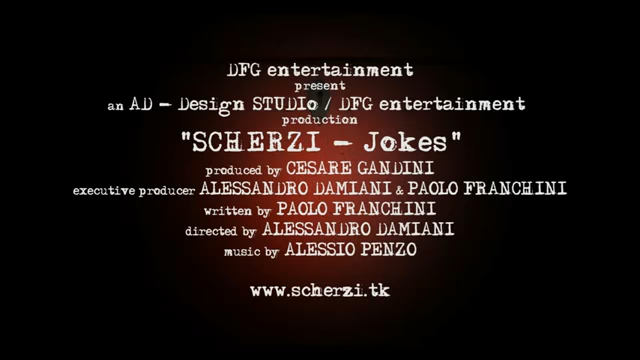 DFG entertainment
present
an AD - Design STUDIo / DFG entertainment
production
"SCHERZI - Jokes"
produced by CESARE GANDINI
executive producer ALESSANDRO DAMIANI & PAOLO FRANCHINI
written by PAOLO FRANCHINI
directed by ALESSANDRO DAMIANI
music by ALESSIO PENZO
www.scherzi.tk